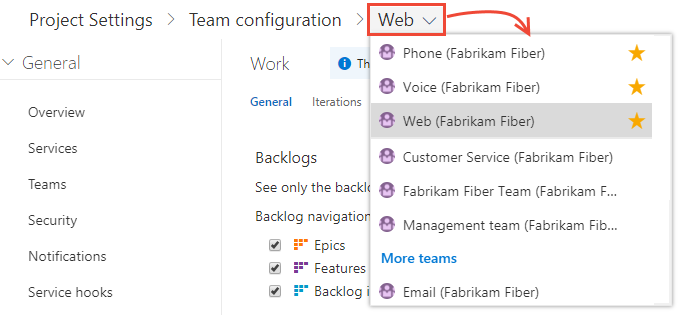 Project Settings > Team configuration > Web
General
Overview
Services
Teams
Security
Notifications
Service hooks
Work
Th
General Iterations
Backlogs
See only the backlo
Backlog navigation
Epics
Features
Backlog i
Phone (Fabrikam Fiber)
Voice (Fabrikam Fiber)
Web (Fabrikam Fiber)
Customer Service (Fabrikam Fiber)
Fabrikam Fiber Team (Fabrikam F...
Management team (Fabrikam Fib...
More teams
Email (Fabrikam Fiber)